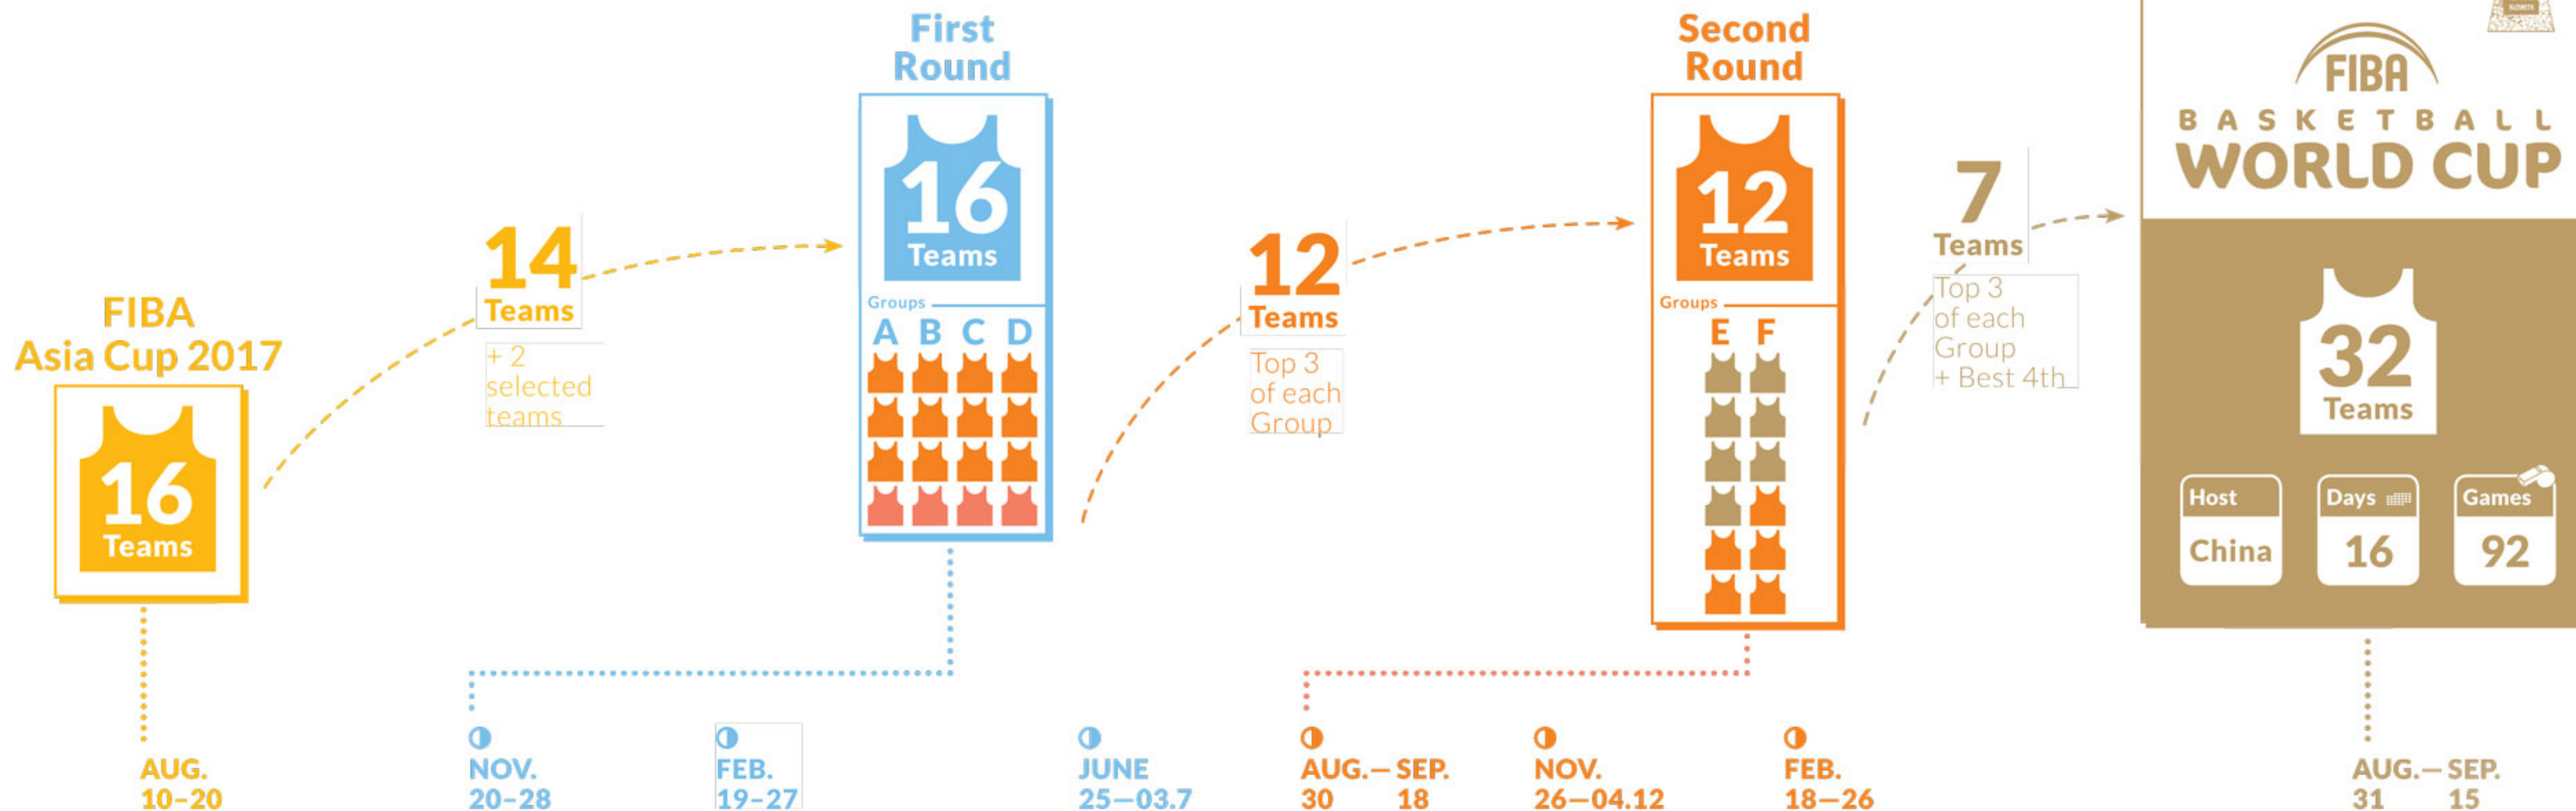 FIBA
Asia Cup 2017
16
Teams
AUG.
10–20
14
Teams
+ 2
selected
teams
First
Round
16
Teams
Groups
A B C D
NOV.
20–28
FEB.
19–27
JUNE
25—03.7
12
Teams
Top 3
of each
Group
Second
Round
12
Teams
Groups
E F
AUG.— SEP.
30 18
NOV.
26—04.12
FEB.
18—26
7
Teams
Top 3
of each
Group
+ Best 4th
FIBA
BASKETBALL
WORLD CUP
32
Teams
Host
China
Days
16
Games
92
AUG.— SEP.
31 15